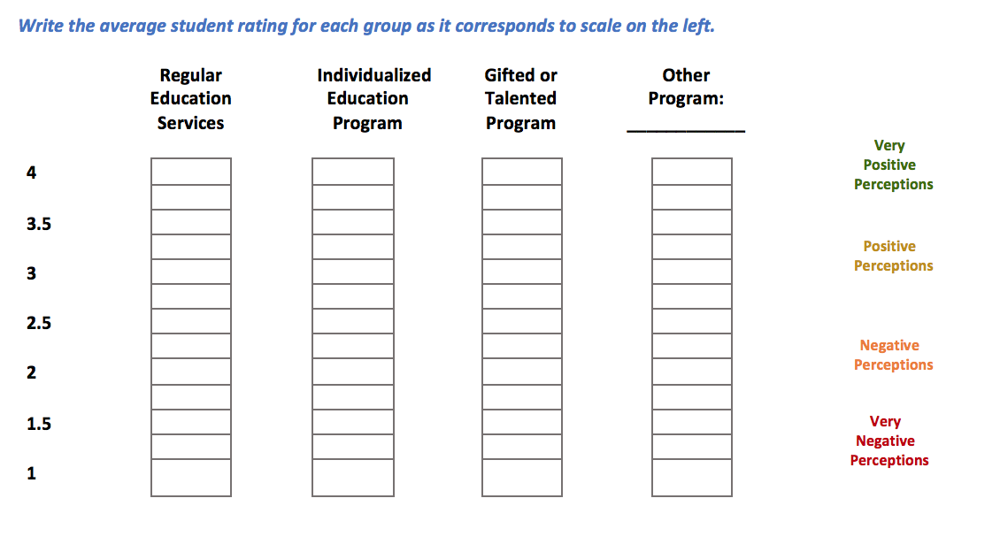 Write the average student rating for each group as it corresponds to scale on the left.
Regular
Education
Services
Individualized
Education
Program
Gifted or
Talented
Program
Other
Program:
____________
4
3.5
3
2.5
2
1.5
1
Very
Positive
Perceptions
Positive
Perceptions
Negative
Perceptions
Very
Negative
Perceptions